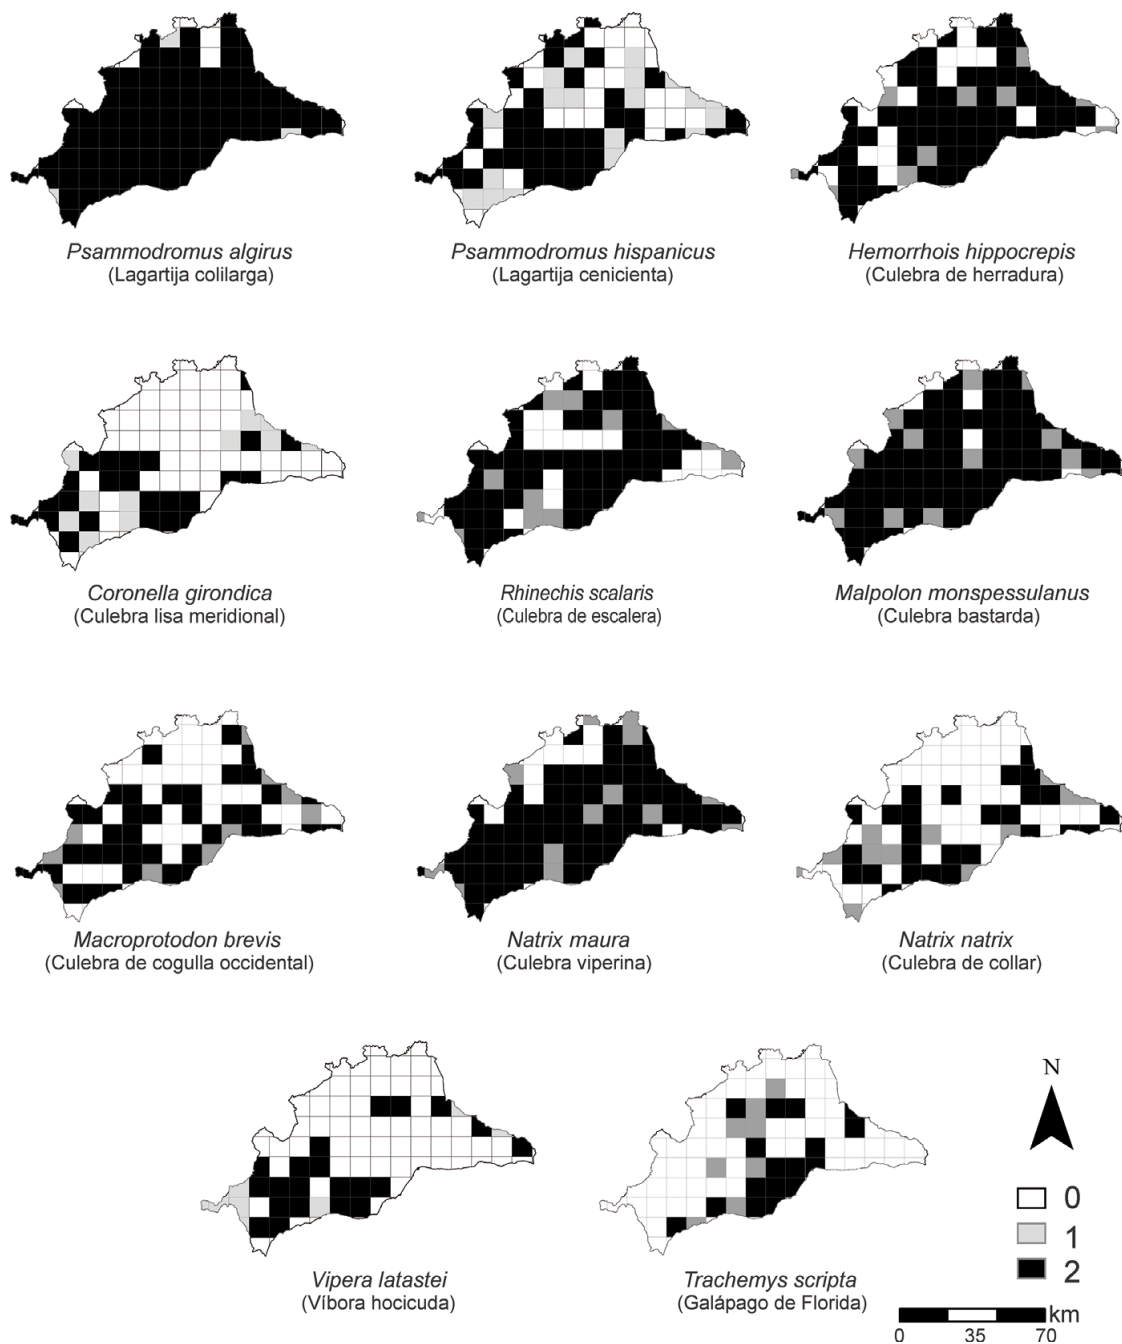 Psammodromus algirus
(Lagartija colilarga)
Psammodromus hispanicus
(Lagartija cenicienta)
Hemorrhois hippocrepis
(Culebra de herradura)
Coronella girondica
(Culebra lisa meridional)
Rhinechis scalaris
(Culebra de escalera)
Malpolon monspessulanus
(Culebra bastarda)
Macroprotodon brevis
(Culebra de cogulla occidental)
Natrix maura
(Culebra viperina)
Natrix natrix
(Culebra de collar)
Vipera latastei
(Víbora hocicuda)
Trachemys scripta
(Galápago de Florida)
N
0
1
2
km
0 35 70